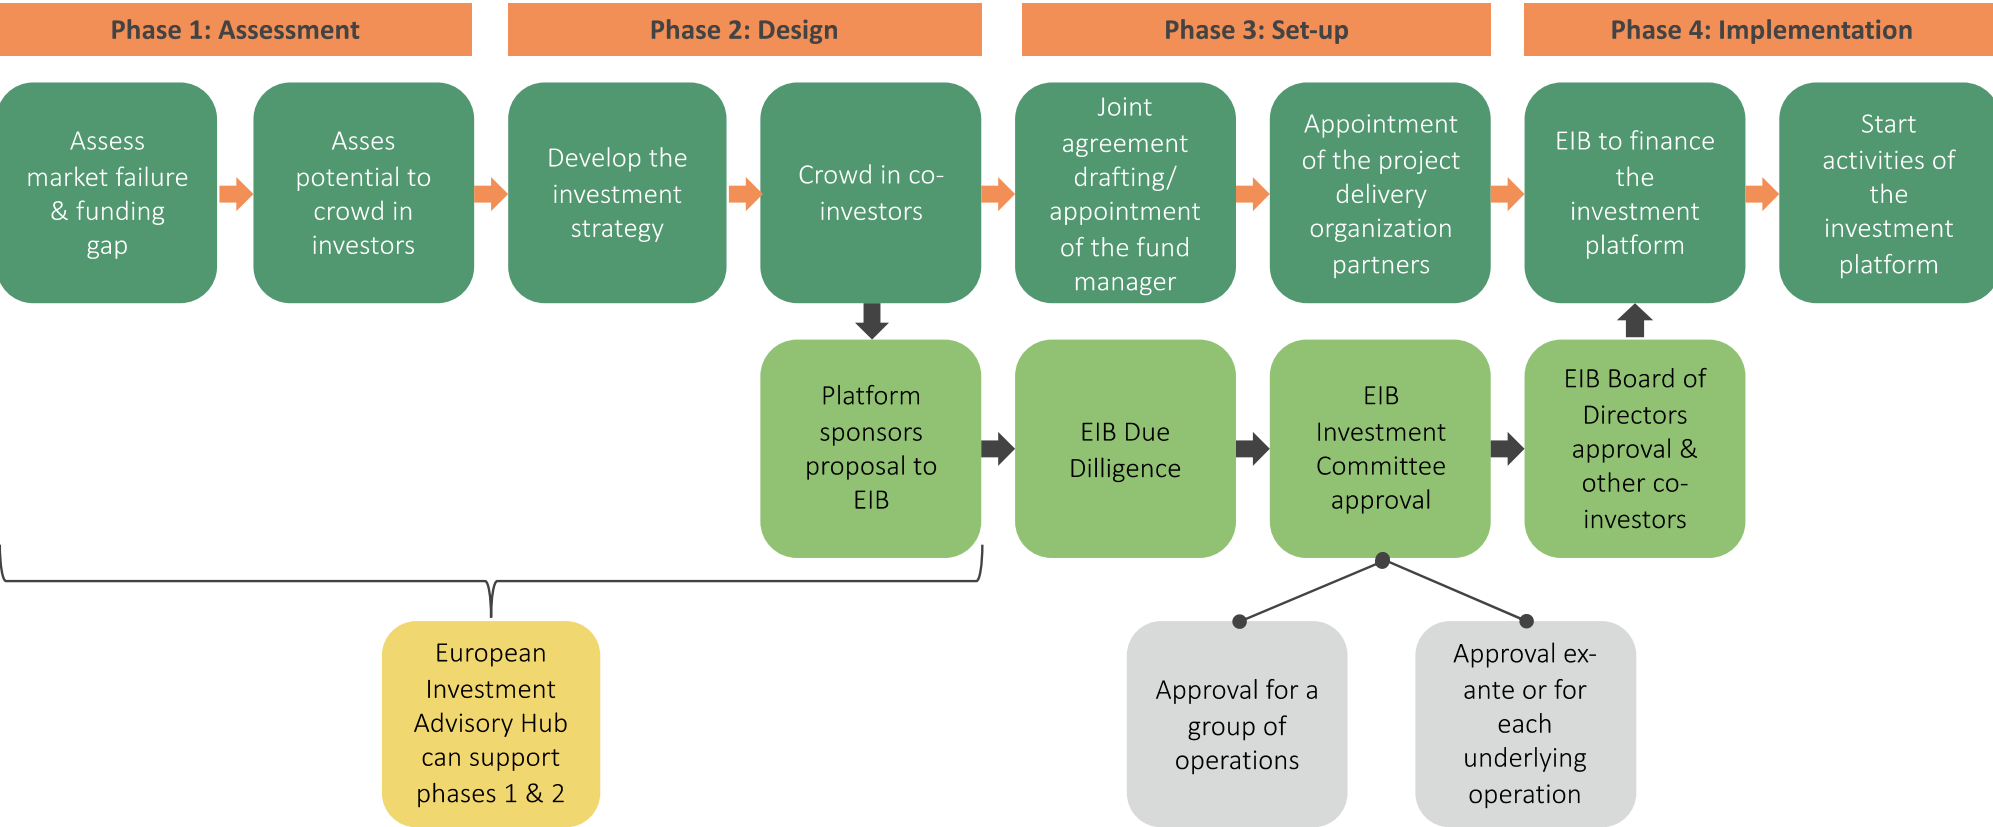 Phase 1: Assessment
Phase 2: Design
Phase 3: Set-up
Phase 4: Implementation
Assess
market failure
& funding
gap
Asses
potential to
crowd in
investors
Develop the
investment
strategy
Crowd in co-
investors
Joint
agreement
drafting/
appointment
of the fund
manager
Appointment
of the project
delivery
organization
partners
EIB to finance
the
investment
platform
Start
activities of
the
investment
platform
Platform
sponsors
proposal to
EIB
EIB Due
Dilligence
EIB
Investment
Committee
approval
EIB Board of
Directors
approval &
other co-
investors
European
Investment
Advisory Hub
can support
phases 1 & 2
Approval for a
group of
operations
Approval ex-
ante or for
each
underlying
operation